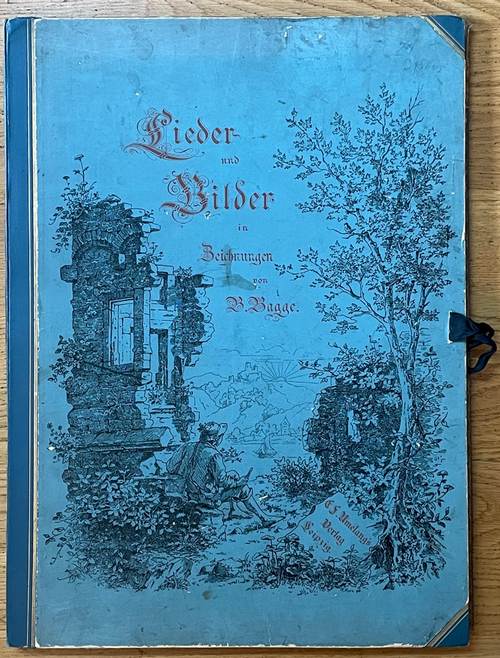 Lieder
und
Bilder
in
Zeichnungen
von
B. Bagge.
C. F. Amelangs
Verlag
Leipzig.